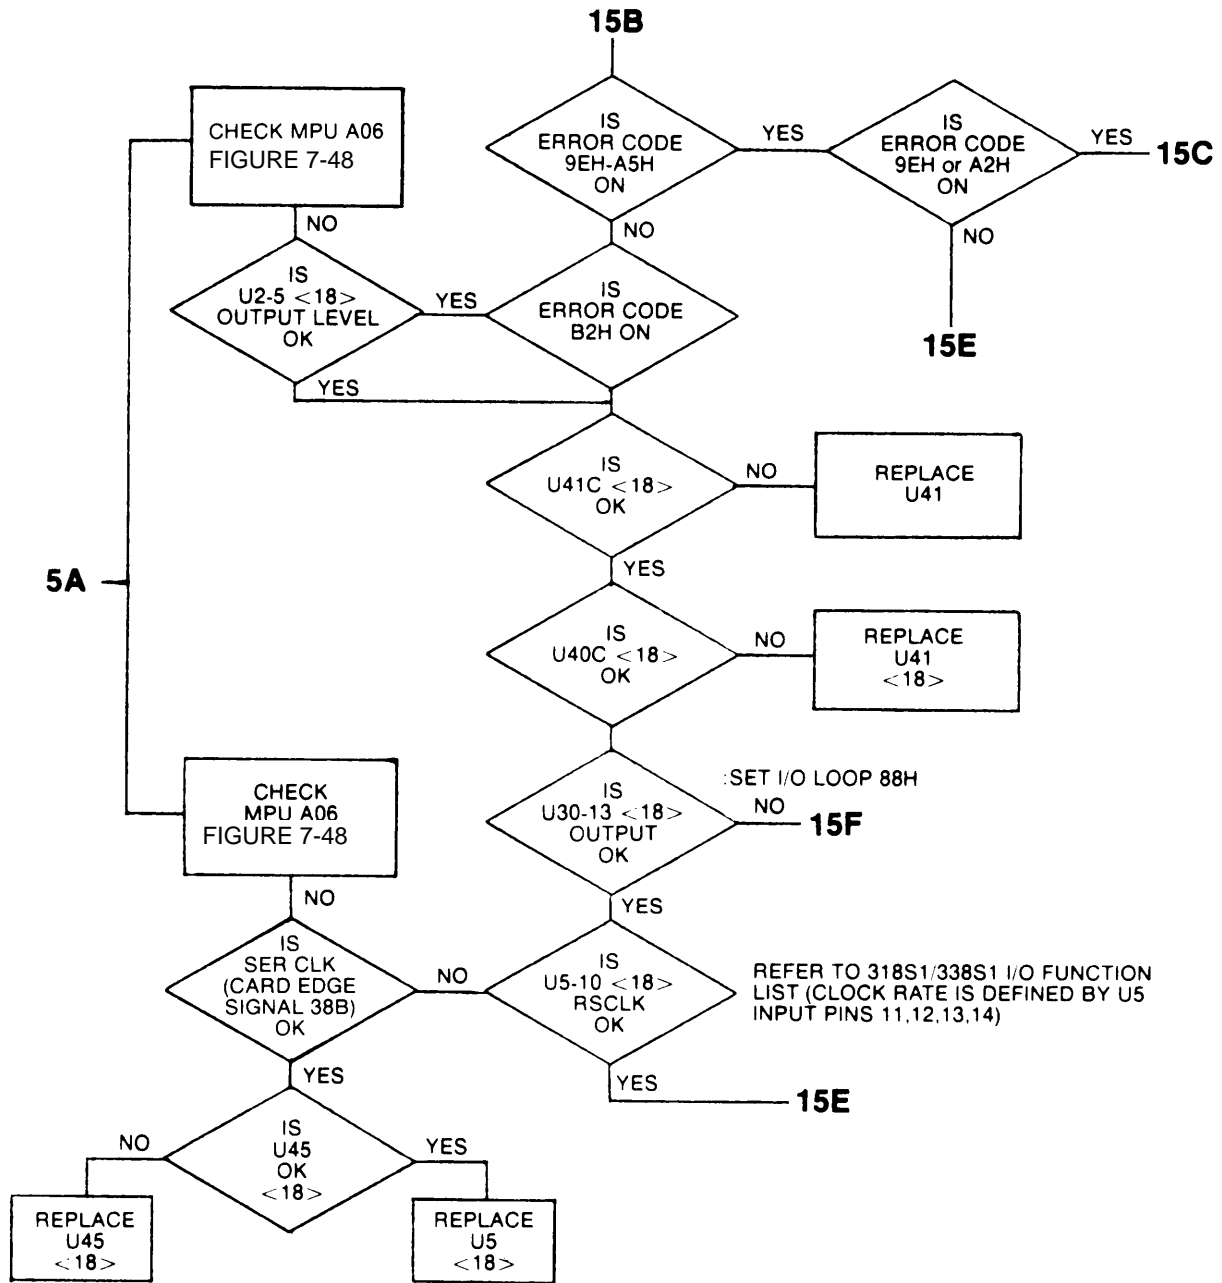 15B
CHECK MPU A06
FIGURE 7-48
IS
ERROR CODE
9EH-A5H
ON
YES
IS
ERROR CODE
9EH or A2H
ON
YES
15C
NO
NO
NO
15E
IS
U2-5 <18>
OUTPUT LEVEL
OK
YES
IS
ERROR CODE
B2H ON
YES
IS
U41C <18>
OK
NO
REPLACE
U41
YES
5A
IS
U40C <18>
OK
NO
REPLACE
U41
<18>
CHECK
MPU A06
FIGURE 7-48
IS
U30-13 <18>
OUTPUT
OK
:SET I/O LOOP 88H
NO
15F
NO
YES
IS
SER CLK
(CARD EDGE
SIGNAL 38B)
OK
NO
IS
U5-10 <18>
RSCLK
OK
REFER TO 318S1/338S1 I/O FUNCTION
LIST (CLOCK RATE IS DEFINED BY U5
INPUT PINS 11,12,13,14)
YES
YES
15E
IS
U45
OK
<18>
NO
YES
REPLACE
U45
<18>
REPLACE
U5
<18>